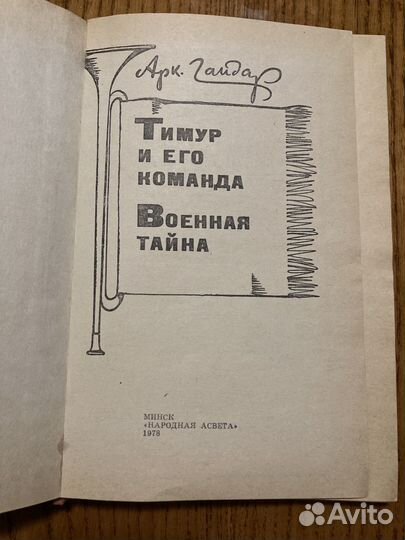 Арк. Гайдар
ТИМУР
И ЕГО
КОМАНДА
ВОЕННАЯ
ТАЙНА
МИНСК
«НАРОДНАЯ АСВЕТА»
1978
Avito